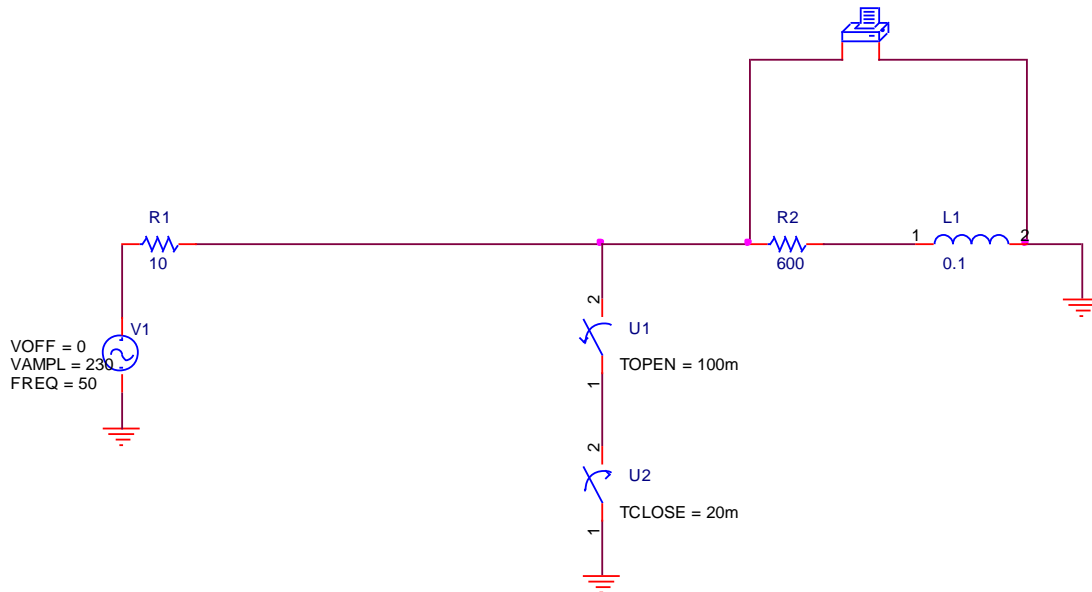 R1
10
R2
600
1
L1
2
0.1
V1
VOFF = 0
VAMPL = 230
FREQ = 50
2
U1
TOPEN = 100m
1
2
U2
TCLOSE = 20m
1